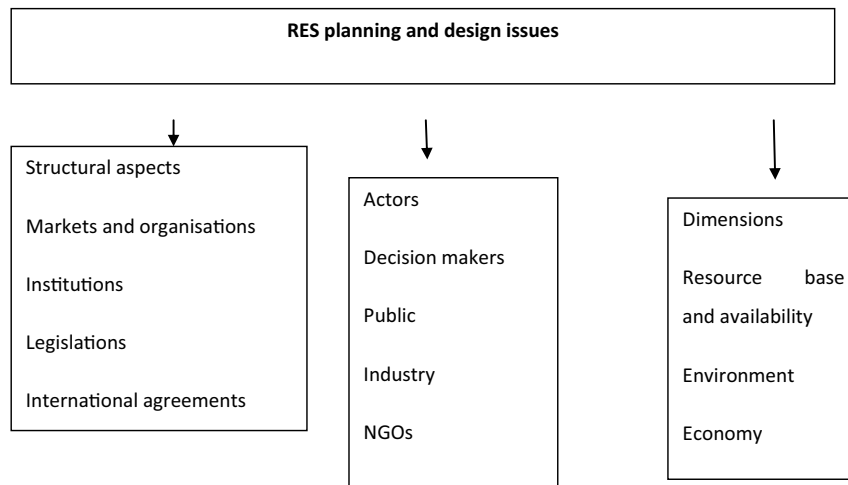 RES planning and design issues
Structural aspects
Markets and organisations
Institutions
Legislations
International agreements
Actors
Decision makers
Public
Industry
NGOs
Dimensions
Resource base
and availability
Environment
Economy